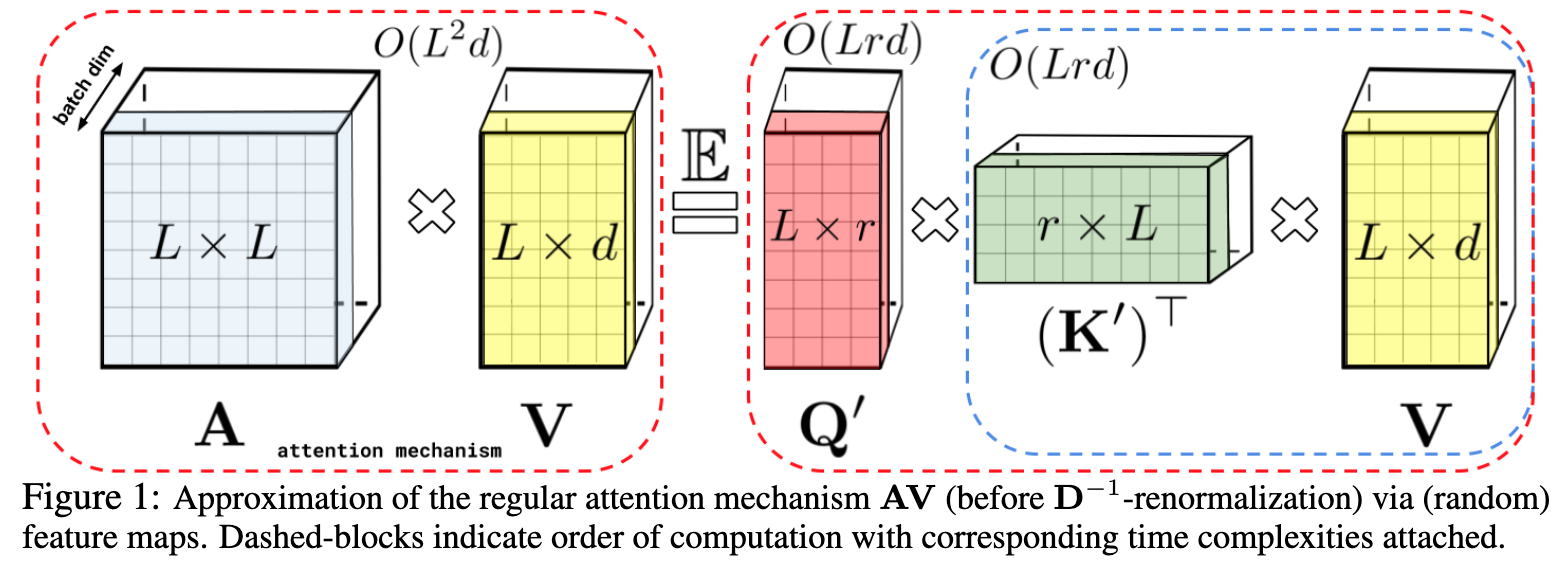 batch dim
O(L²d)
L × L
×
L × d
𝔼
=
O(Lrd)
L × r
×
O(Lrd)
r × L
×
L × d
A
attention mechanism
V
Q′
(K′)⊤
V
Figure 1: Approximation of the regular attention mechanism AV (before D⁻¹-renormalization) via (random)
feature maps. Dashed-blocks indicate order of computation with corresponding time complexities attached.